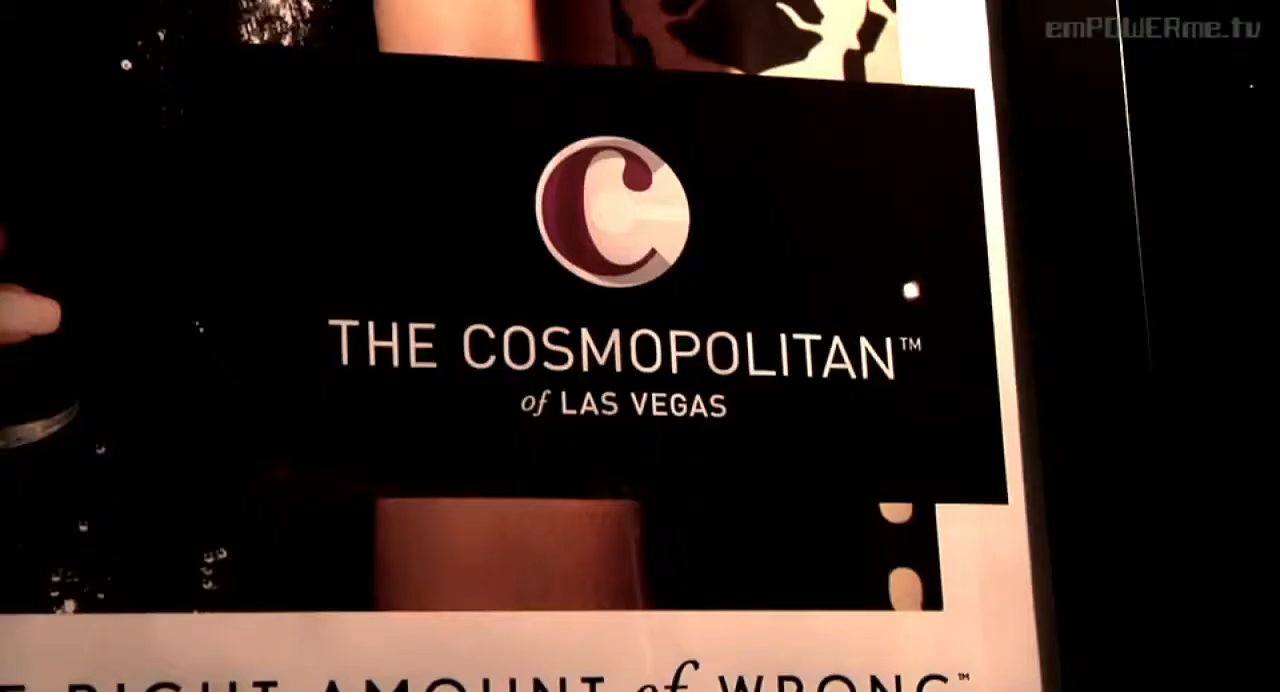 emPOWERme.tv
C
THE COSMOPOLITAN™
of LAS VEGAS
RIGHT AMOUNT of WRONG™